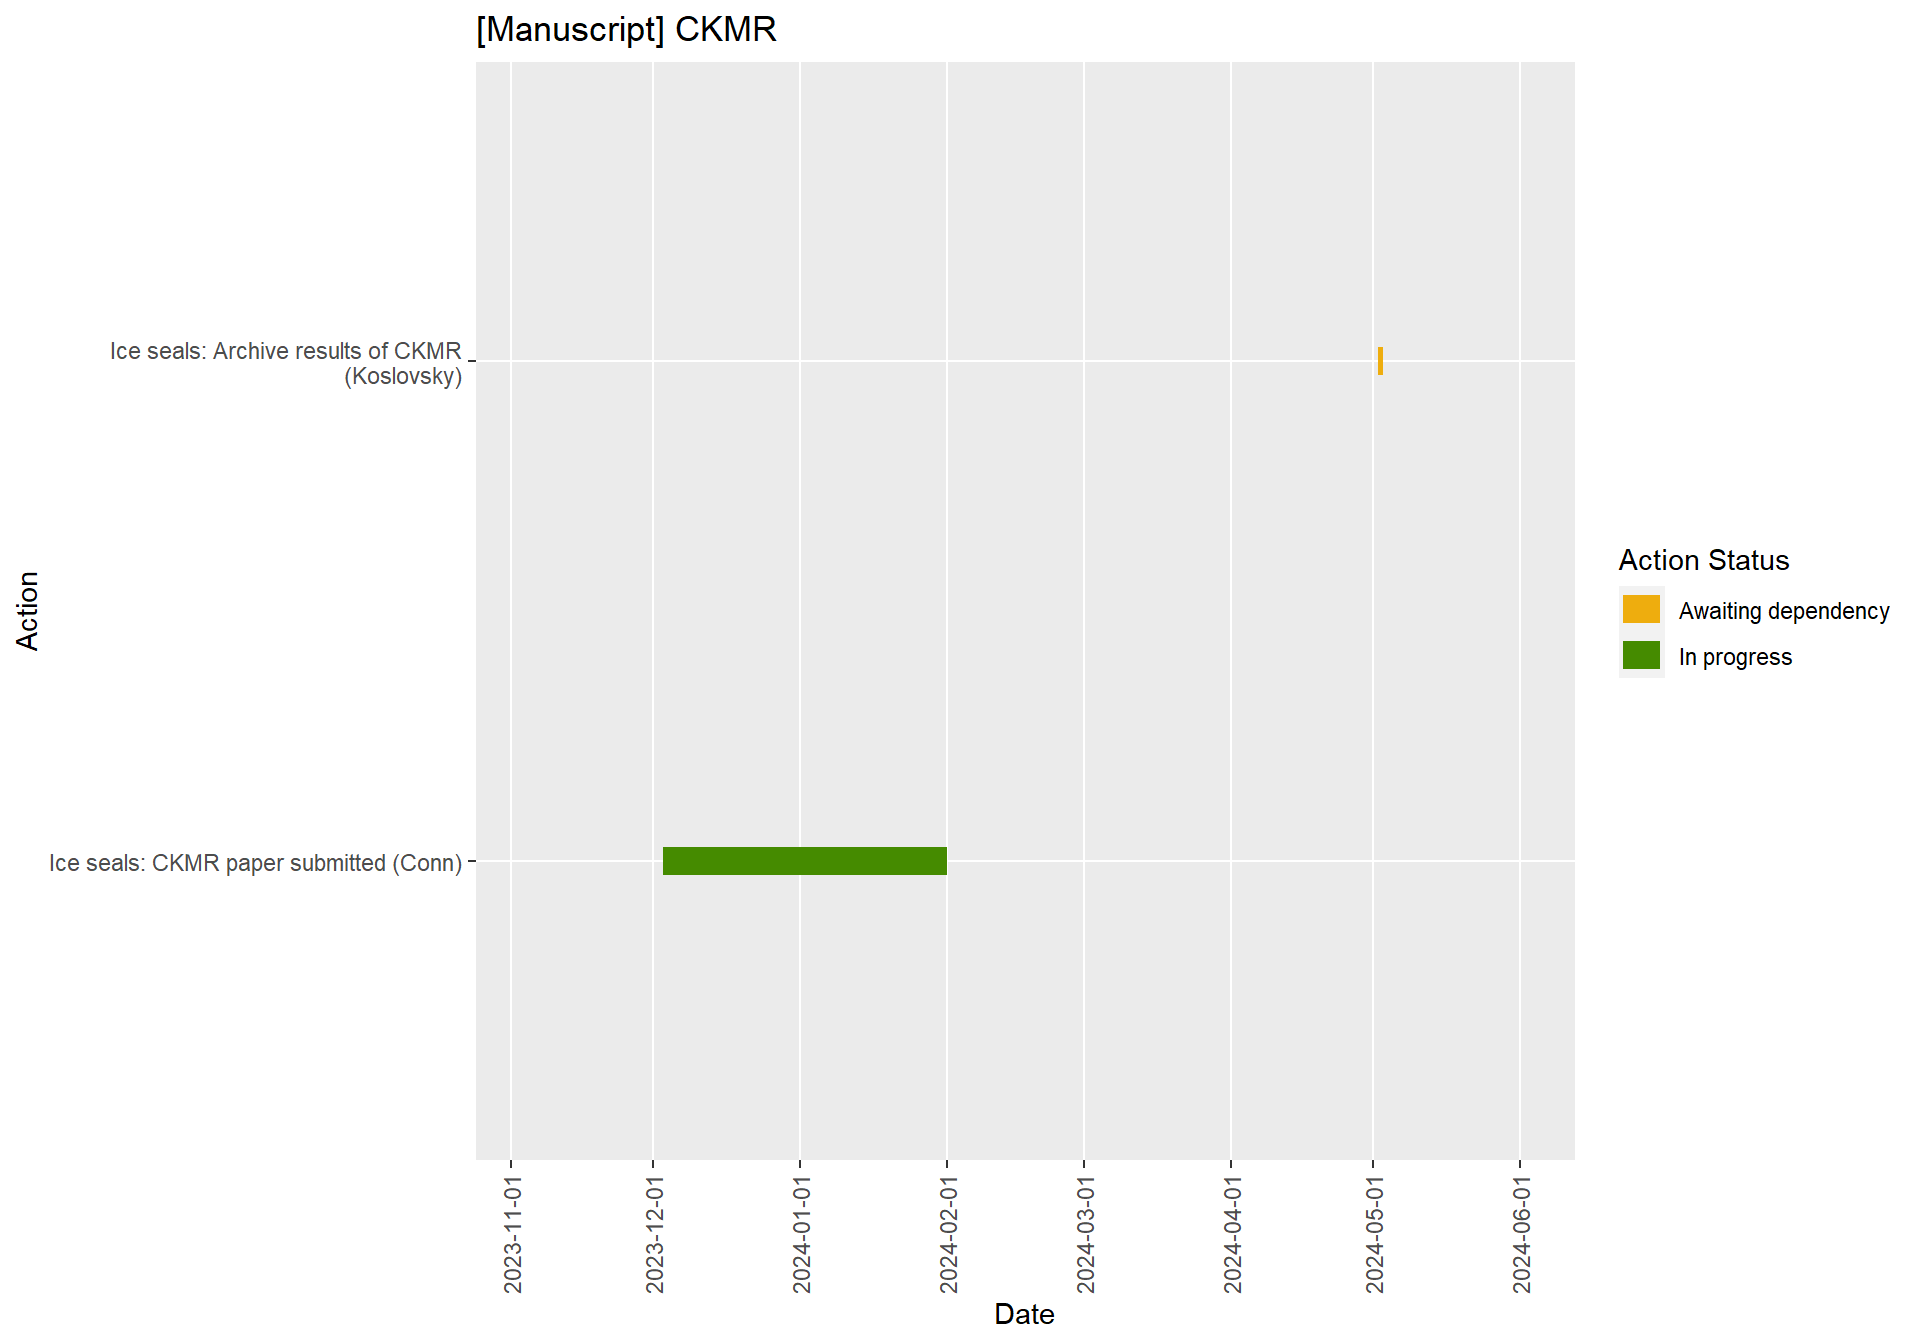 [Manuscript] CKMR
Ice seals: Archive results of CKMR
(Koslovsky)
Ice seals: CKMR paper submitted (Conn)
Action
2023-11-01
2023-12-01
2024-01-01
2024-02-01
2024-03-01
2024-04-01
2024-05-01
2024-06-01
Date
Action Status
Awaiting dependency
In progress